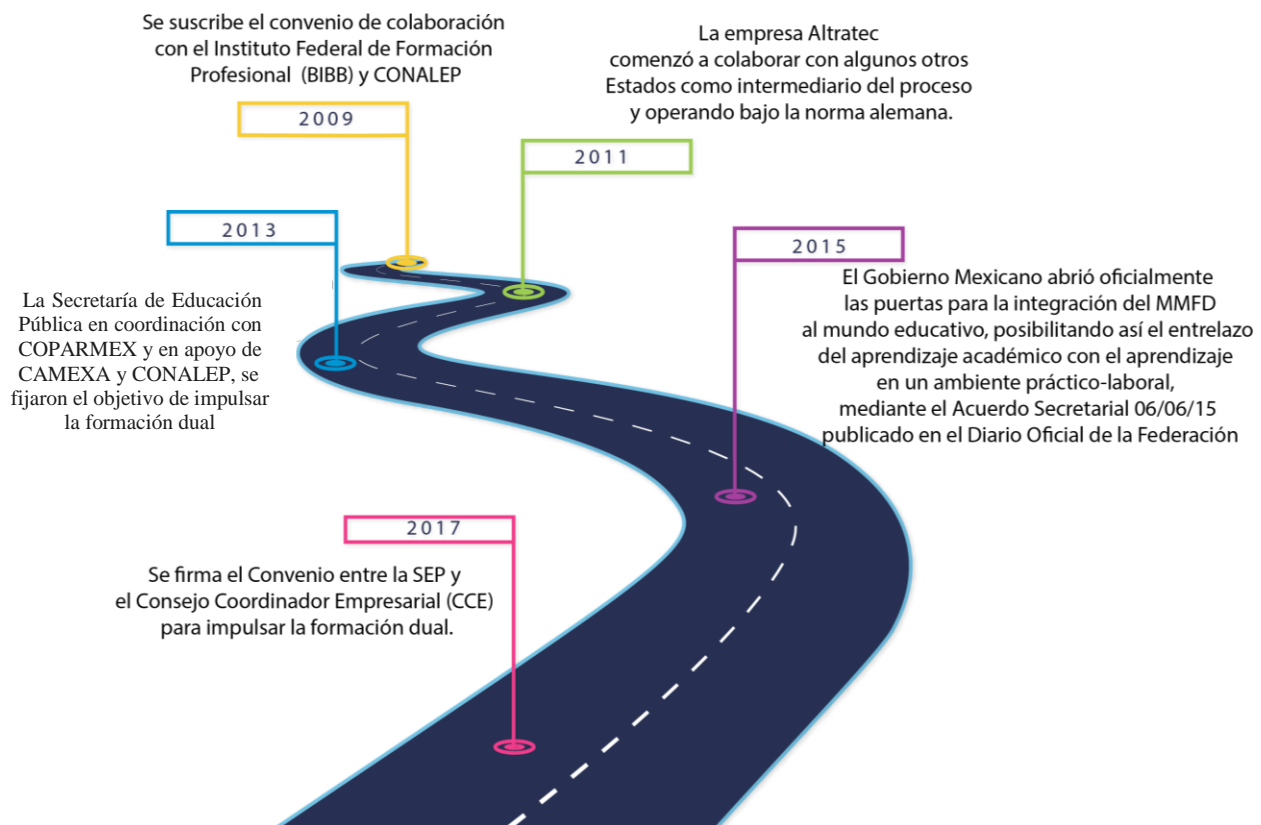 Se suscribe el convenio de colaboración
con el Instituto Federal de Formación
Profesional (BIBB) y CONALEP
2009
La empresa Altratec
comenzó a colaborar con algunos otros
Estados como intermediario del proceso
y operando bajo la norma alemana.
2011
2013
La Secretaría de Educación
Pública en coordinación con
COPARMEX y en apoyo de
CAMEXA y CONALEP, se
fijaron el objetivo de impulsar
la formación dual
2015
El Gobierno Mexicano abrió oficialmente
las puertas para la integración del MMFD
al mundo educativo, posibilitando así el entrelazo
del aprendizaje académico con el aprendizaje
en un ambiente práctico-laboral,
mediante el Acuerdo Secretarial 06/06/15
publicado en el Diario Oficial de la Federación
2017
Se firma el Convenio entre la SEP y
el Consejo Coordinador Empresarial (CCE)
para impulsar la formación dual.